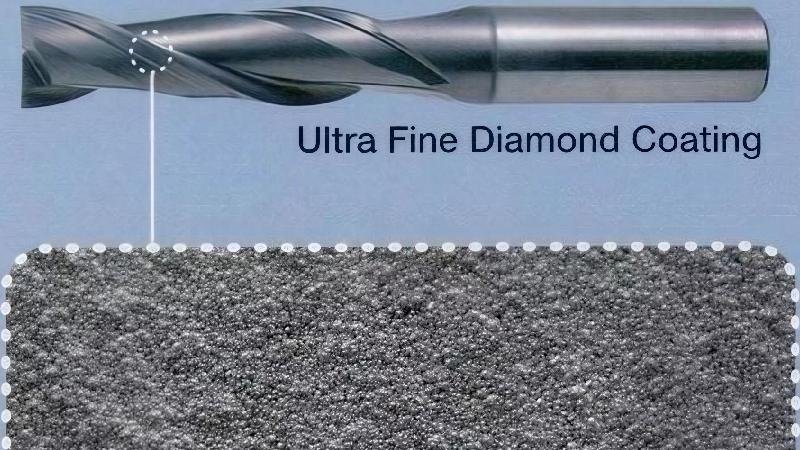 Ultra Fine Diamond Coating